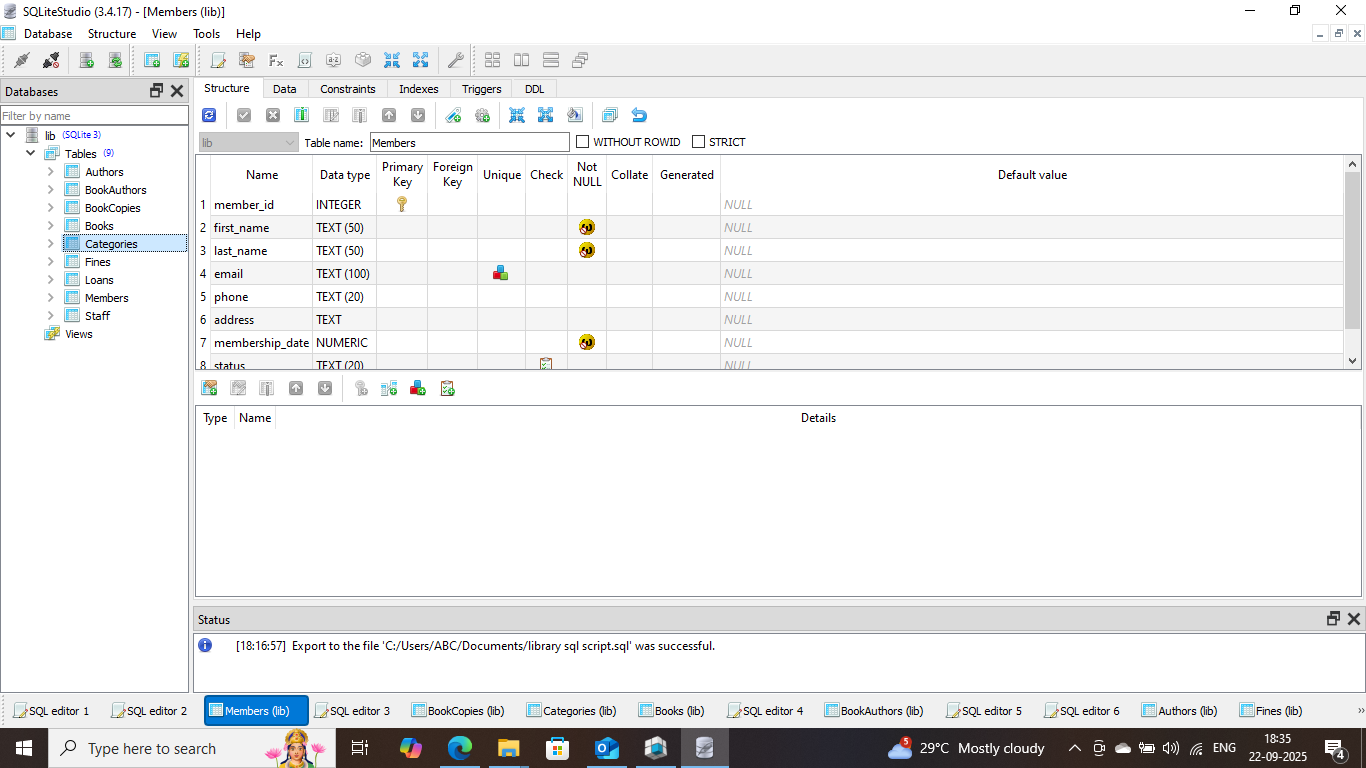 SQLiteStudio (3.4.17) - [Members (lib)]
Database Structure View Tools Help
Databases
Filter by name
lib (SQLite 3)
Tables (9)
Authors
BookAuthors
BookCopies
Books
Categories
Fines
Loans
Members
Staff
Views
Structure Data Constraints Indexes Triggers DDL
lib Table name: Members WITHOUT ROWID STRICT
Name Data type Primary Key Foreign Key Unique Check Not NULL Collate Generated Default value
1 member_id INTEGER NULL
2 first_name TEXT (50) NULL
3 last_name TEXT (50) NULL
4 email TEXT (100) NULL
5 phone TEXT (20) NULL
6 address TEXT NULL
7 membership_date NUMERIC NULL
8 status TEXT (20) NULL
Type Name Details
Status
[18:16:57] Export to the file 'C:/Users/ABC/Documents/library sql script.sql' was successful.
SQL editor 1 SQL editor 2 Members (lib) SQL editor 3 BookCopies (lib) Categories (lib) Books (lib) SQL editor 4 BookAuthors (lib) SQL editor 5 SQL editor 6 Authors (lib) Fines (lib)
Type here to search 5 29°C Mostly cloudy ENG 18:35
22-09-2025 4